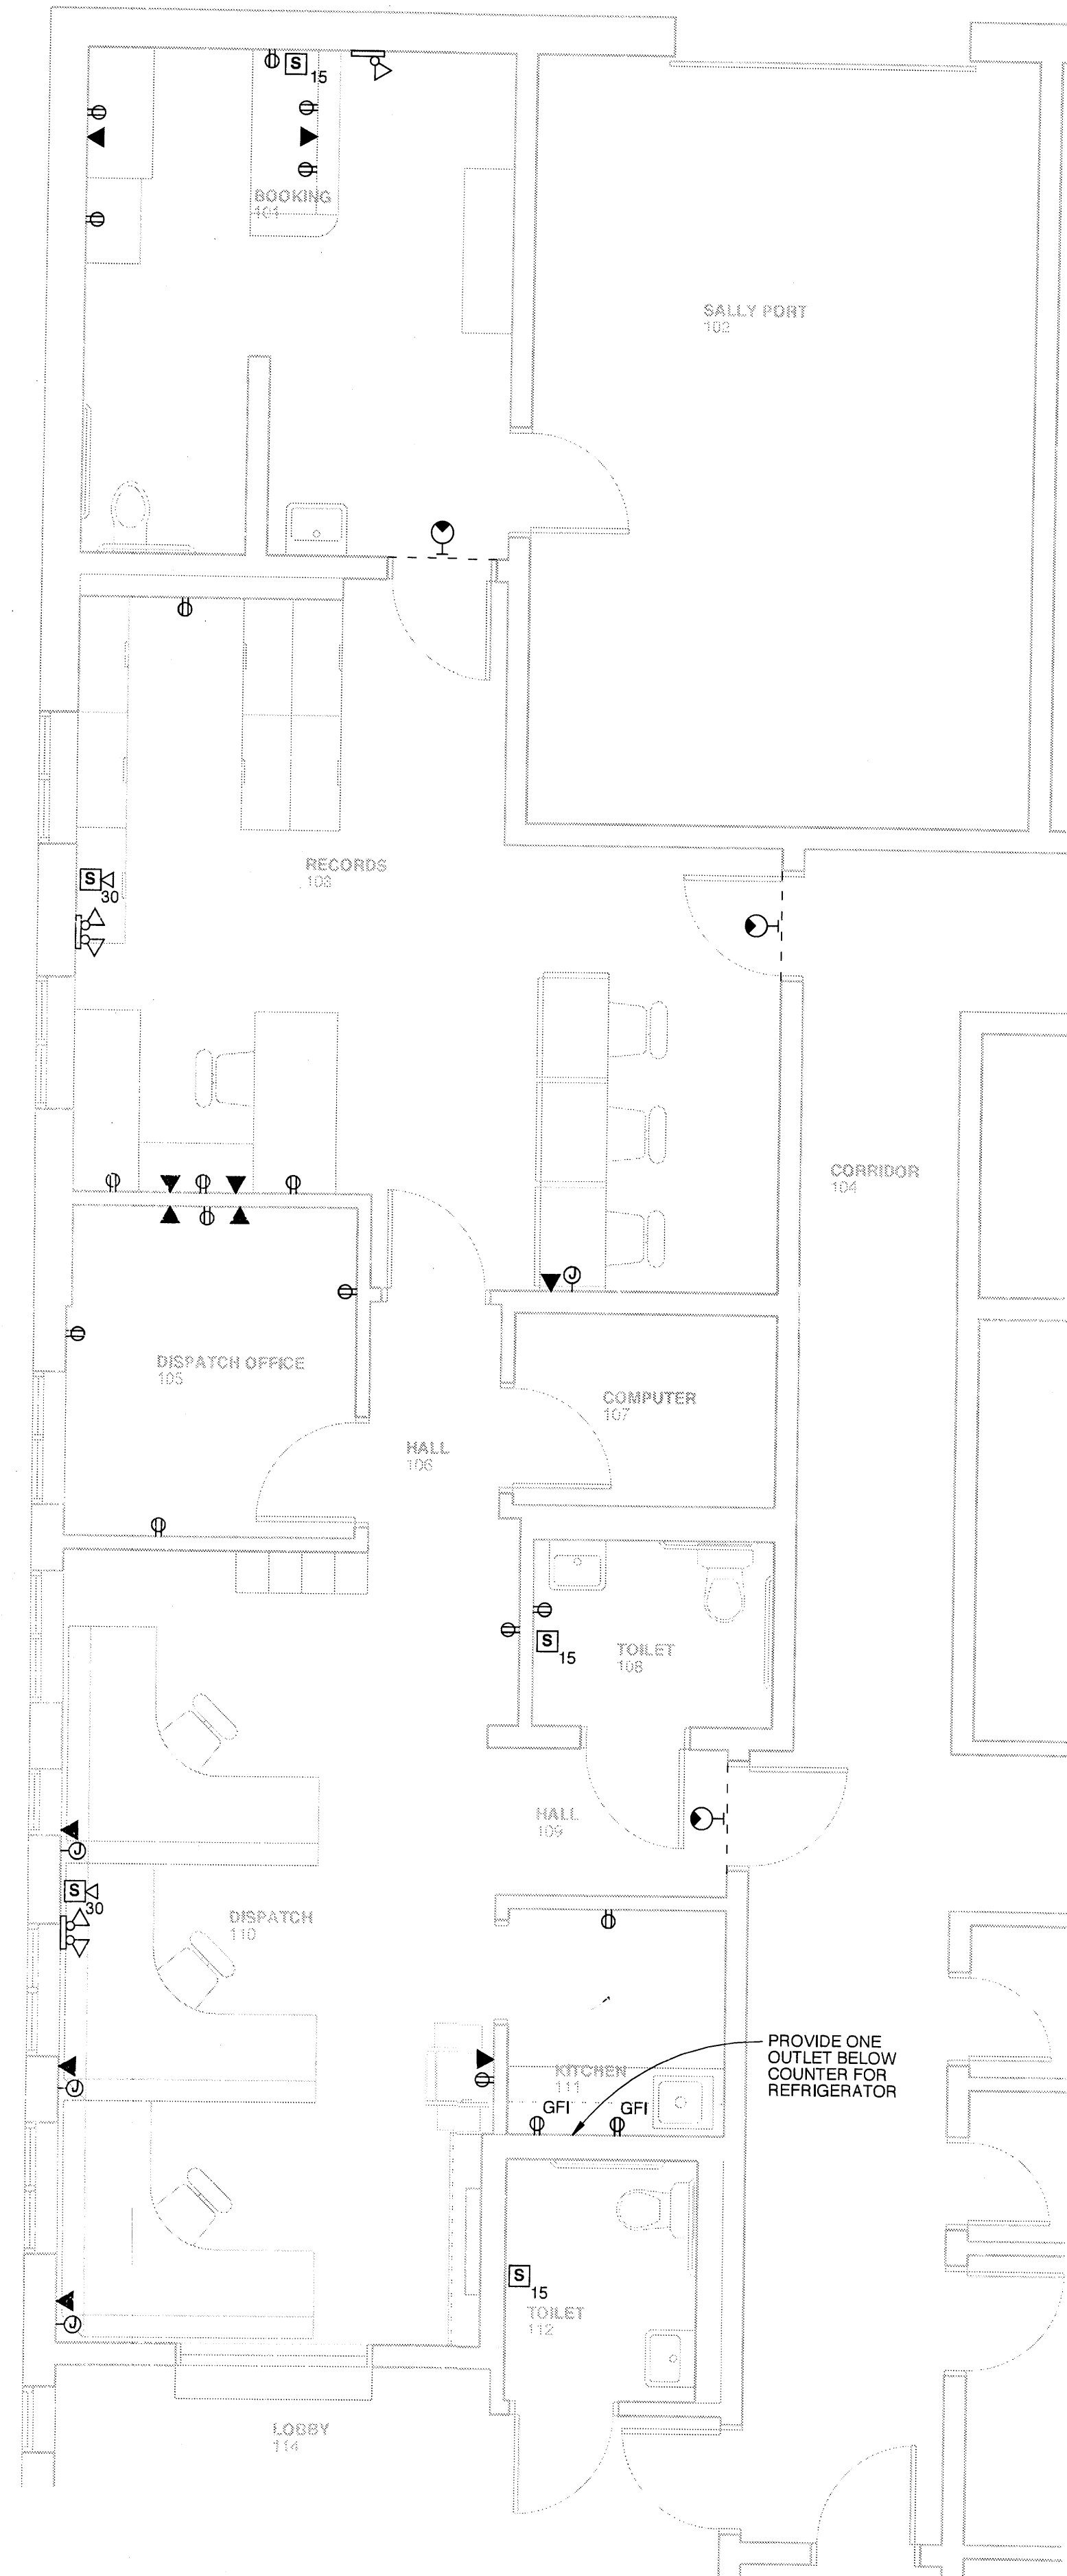 S
15
BOOKING
101
SALLY PORT
102
RECORDS
103
S
30
CORRIDOR
104
J
DISPATCH OFFICE
105
COMPUTER
107
HALL
106
S
15
TOILET
108
HALL
109
J
S
30
DISPATCH
110
PROVIDE ONE
OUTLET BELOW
COUNTER FOR
REFRIGERATOR
KITCHEN
111
J
GFI
GFI
S
15
TOILET
112
J
LOBBY
114